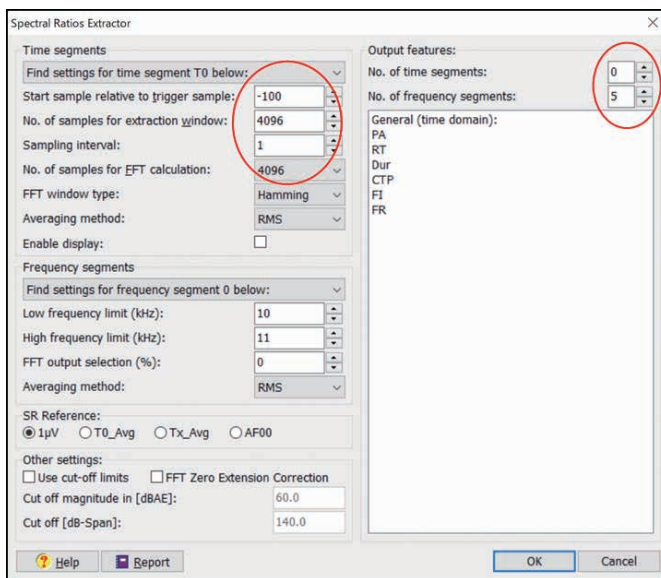 Spectral Ratios Extractor
Time segments
Find settings for time segment T0 below:
Start sample relative to trigger sample: -100
No. of samples for extraction window: 4096
Sampling interval: 1
No. of samples for FFT calculation: 4096
FFT window type: Hamming
Averaging method: RMS
Enable display:
Frequency segments
Find settings for frequency segment 0 below:
Low frequency limit (kHz): 10
High frequency limit (kHz): 11
FFT output selection (%): 0
Averaging method: RMS
SR Reference:
1µV T0_Avg Tx_Avg AF00
Other settings:
Use cut-off limits FFT Zero Extension Correction
Cut off magnitude in [dBAE]: 60.0
Cut off [dB-Span]: 140.0
Output features:
No. of time segments: 0
No. of frequency segments: 5
General (time domain):
PA
RT
Dur
CTP
FI
FR
Help Report OK Cancel